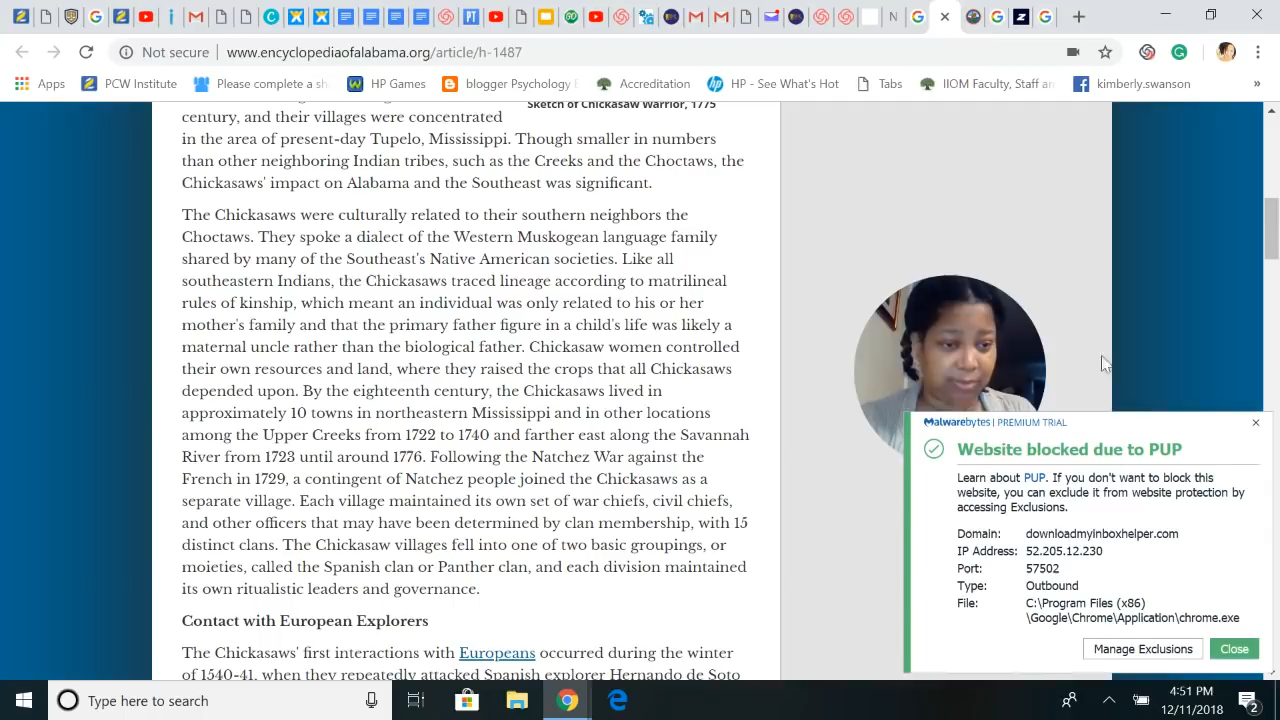 Not secure
www.encyclopediaofalabama.org/article/h-1487
Apps
PCW Institute
Please complete a sh
HP Games
blogger Psychology E
Accreditation
HP - See What's Hot
Tabs
IIOM Faculty, Staff an
kimberly.swanson
»
Sketch of Chickasaw Warrior, 1775
century, and their villages were concentrated
in the area of present-day Tupelo, Mississippi. Though smaller in numbers
than other neighboring Indian tribes, such as the Creeks and the Choctaws, the
Chickasaws' impact on Alabama and the Southeast was significant.
The Chickasaws were culturally related to their southern neighbors the
Choctaws. They spoke a dialect of the Western Muskogean language family
shared by many of the Southeast's Native American societies. Like all
southeastern Indians, the Chickasaws traced lineage according to matrilineal
rules of kinship, which meant an individual was only related to his or her
mother's family and that the primary father figure in a child's life was likely a
maternal uncle rather than the biological father. Chickasaw women controlled
their own resources and land, where they raised the crops that all Chickasaws
depended upon. By the eighteenth century, the Chickasaws lived in
approximately 10 towns in northeastern Mississippi and in other locations
among the Upper Creeks from 1722 to 1740 and farther east along the Savannah
River from 1723 until around 1776. Following the Natchez War against the
French in 1729, a contingent of Natchez people joined the Chickasaws as a
separate village. Each village maintained its own set of war chiefs, civil chiefs,
and other officers that may have been determined by clan membership, with 15
distinct clans. The Chickasaw villages fell into one of two basic groupings, or
moieties, called the Spanish clan or Panther clan, and each division maintained
its own ritualistic leaders and governance.
Contact with European Explorers
The Chickasaws' first interactions with Europeans occurred during the winter
of 1540-41, when they repeatedly attacked Spanish explorer Hernando de Soto
Malwarebytes | PREMIUM TRIAL
Website blocked due to PUP
Learn about PUP. If you don't want to block this
website, you can exclude it from website protection by
accessing Exclusions.
Domain: downloadmyinboxhelper.com
IP Address: 52.205.12.230
Port: 57502
Type: Outbound
File: C:\Program Files (x86)
\Google\Chrome\Application\chrome.exe
Manage Exclusions
Close
Type here to search
4:51 PM
12/11/2018
2